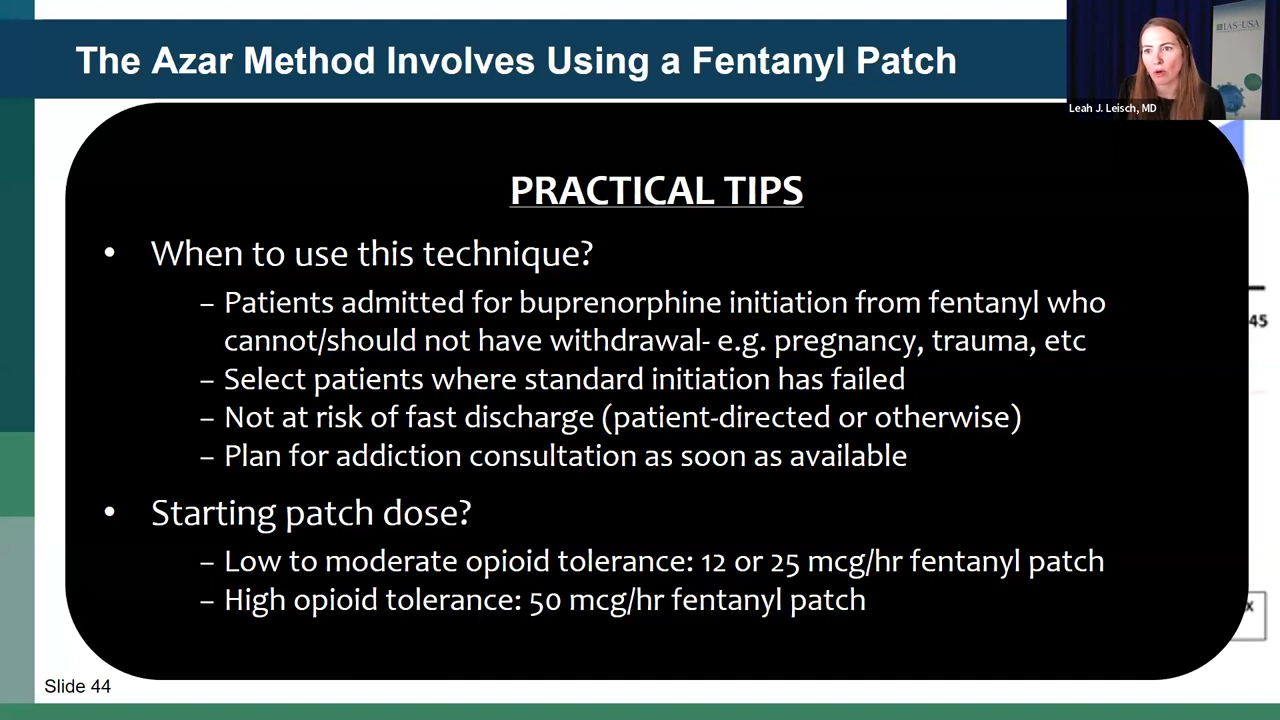 The Azar Method Involves Using a Fentanyl Patch
IAS-USA
Leah J. Leisch, MD
PRACTICAL TIPS
• When to use this technique?
– Patients admitted for buprenorphine initiation from fentanyl who
cannot/should not have withdrawal- e.g. pregnancy, trauma, etc
– Select patients where standard initiation has failed
– Not at risk of fast discharge (patient-directed or otherwise)
– Plan for addiction consultation as soon as available
• Starting patch dose?
– Low to moderate opioid tolerance: 12 or 25 mcg/hr fentanyl patch
– High opioid tolerance: 50 mcg/hr fentanyl patch
45
x
Slide 44